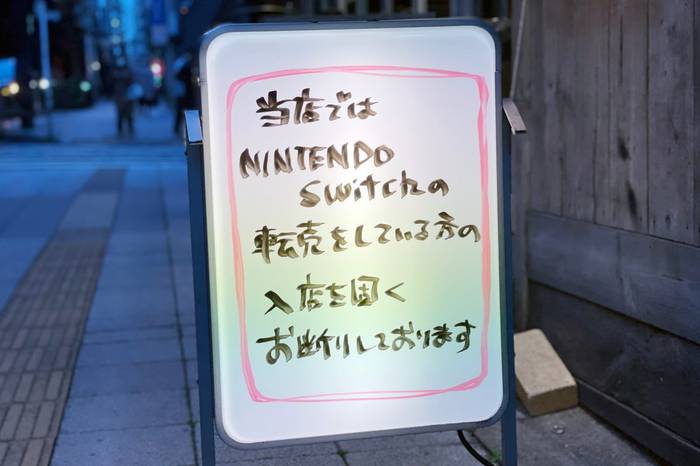 当店では
NINTENDO
Switchの
転売をしている方の
入店を固く
お断りしております